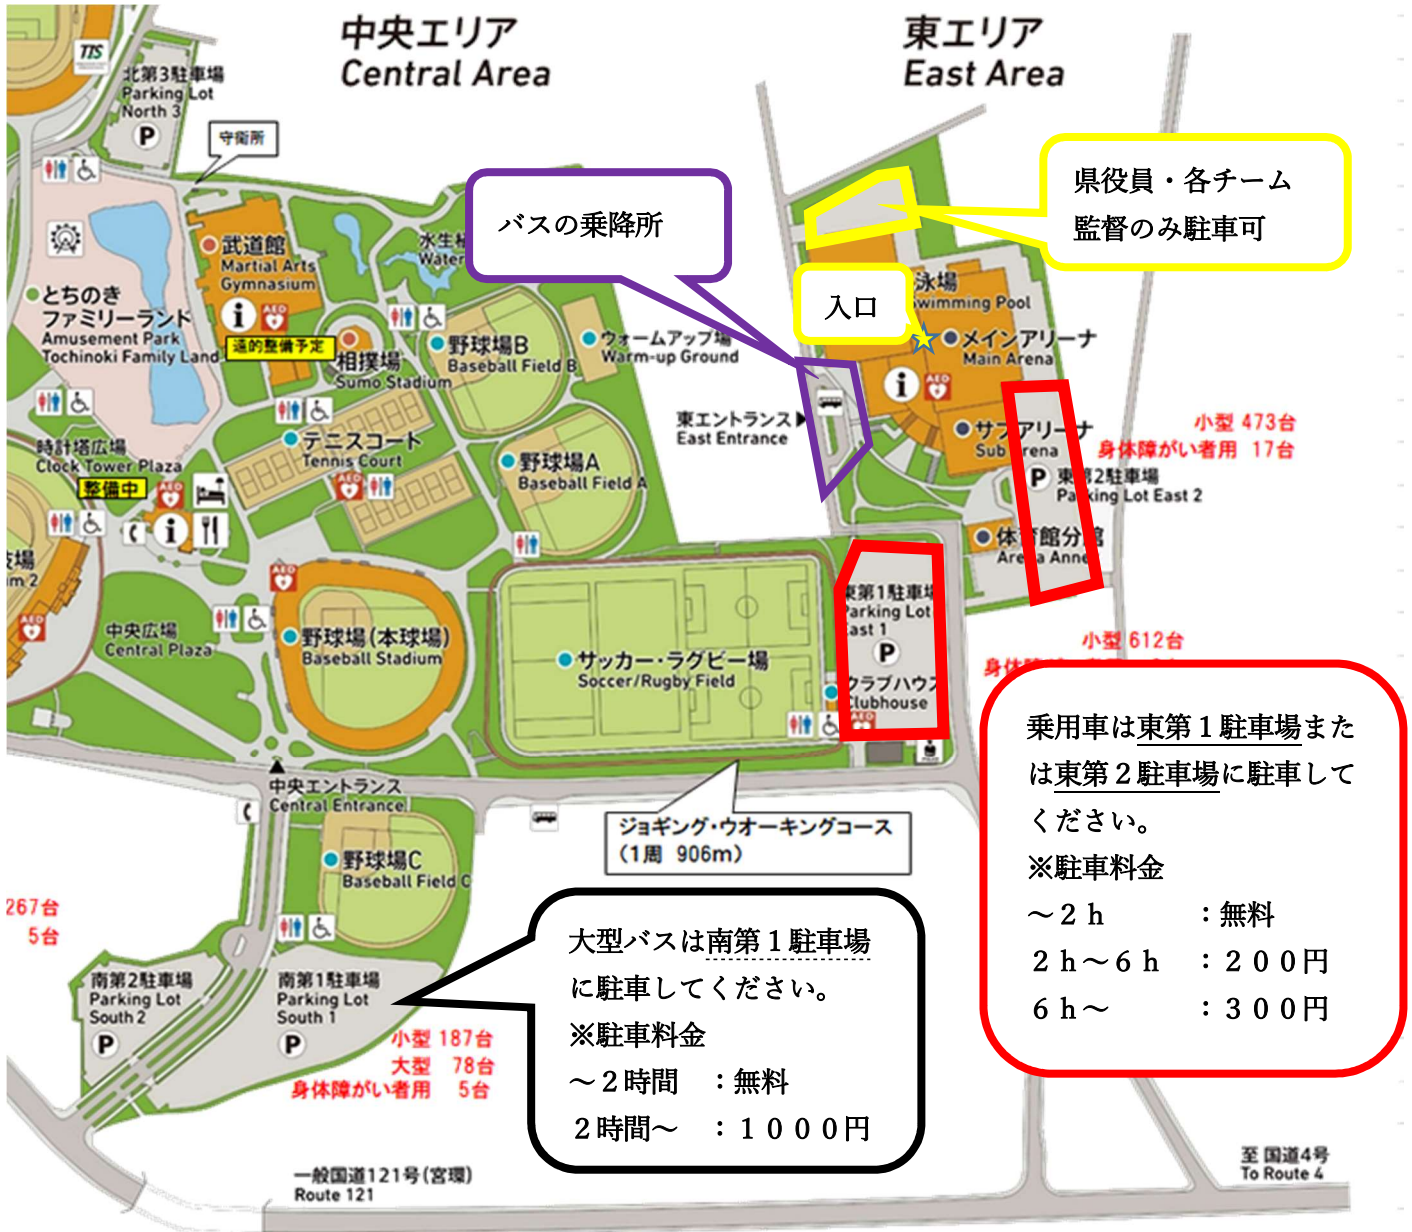 中央エリア
Central Area
東エリア
East Area
TIS
北第3駐車場
Parking Lot
North 3
P
守衛所
バスの乗降所
県役員・各チーム
監督のみ駐車可
入口
武道館
Martial Arts
Gymnasium
i
AED
遠的整備予定
水生
Water
とちのき
ファミリーランド
Amusement Park
Tochinoki Family Land
相撲場
Sumo Stadium
野球場B
Baseball Field B
ウォームアップ場
Warm-up Ground
泳場
wimming Pool
メインアリーナ
Main Arena
i
AED
東エントランス
East Entrance
サブアリーナ
Sub Arena
小型 473台
身体障がい者用 17台
P
東第2駐車場
Parking Lot East 2
体育館分館
Arena Anne
時計塔広場
Clock Tower Plaza
整備中
AED
i
テニスコート
Tennis Court
AED
野球場A
Baseball Field A
技場
m 2
AED
中央広場
Central Plaza
AED
野球場(本球場)
Baseball Stadium
サッカー・ラグビー場
Soccer/Rugby Field
東第1駐車場
Parking Lot
East 1
P
クラブハウス
Clubhouse
AED
小型 612台
乗用車は東第1駐車場また
は東第2駐車場に駐車して
ください。
※駐車料金
～2h ：無料
2h～6h ：200円
6h～ ：300円
中央エントランス
Central Entrance
ジョギング・ウオーキングコース
(1周 906m)
野球場C
Baseball Field C
267台
5台
南第2駐車場
Parking Lot
South 2
P
南第1駐車場
Parking Lot
South 1
P
小型 187台
大型 78台
身体障がい者用 5台
大型バスは南第1駐車場
に駐車してください。
※駐車料金
～2時間 ：無料
2時間～ ：1000円
一般国道121号(宮環)
Route 121
至 国道4号
To Route 4